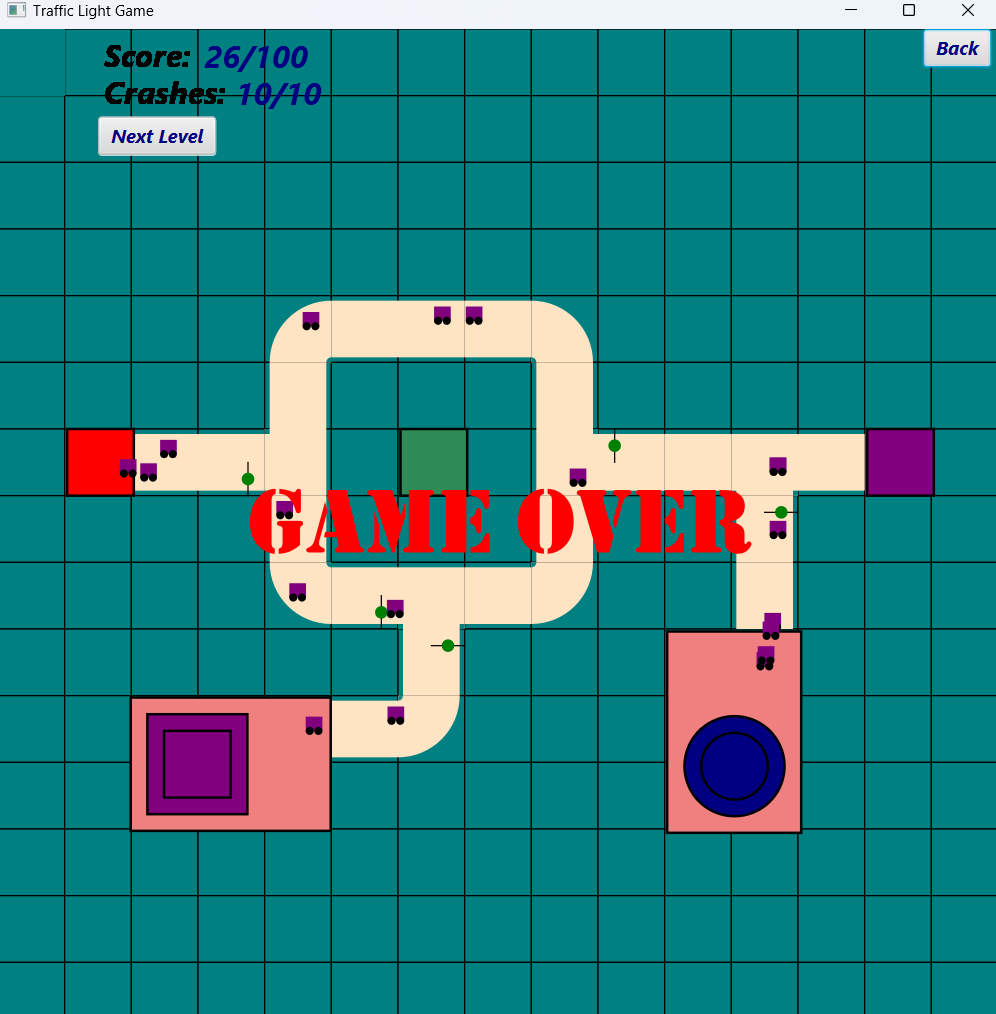 Traffic Light Game
Score: 26/100
Back
Crashes: 10/10
Next Level
GAME OVER